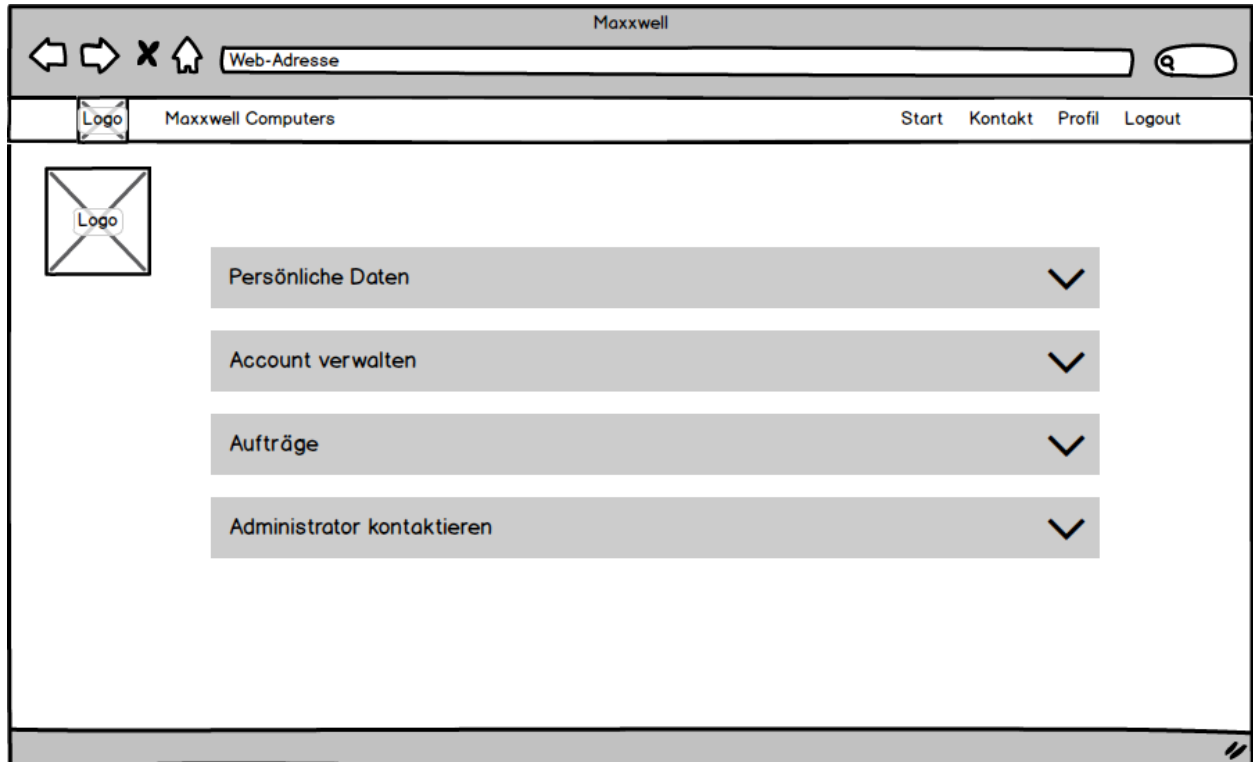 Maxxwell
Web-Adresse
Logo Maxxwell Computers Start Kontakt Profil Logout
Logo
Persönliche Daten
Account verwalten
Aufträge
Administrator kontaktieren